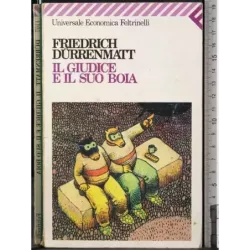 Universale Economica Feltrinelli
FRIEDRICH
DÜRRENMATT
IL GIUDICE
E IL SUO BOIA